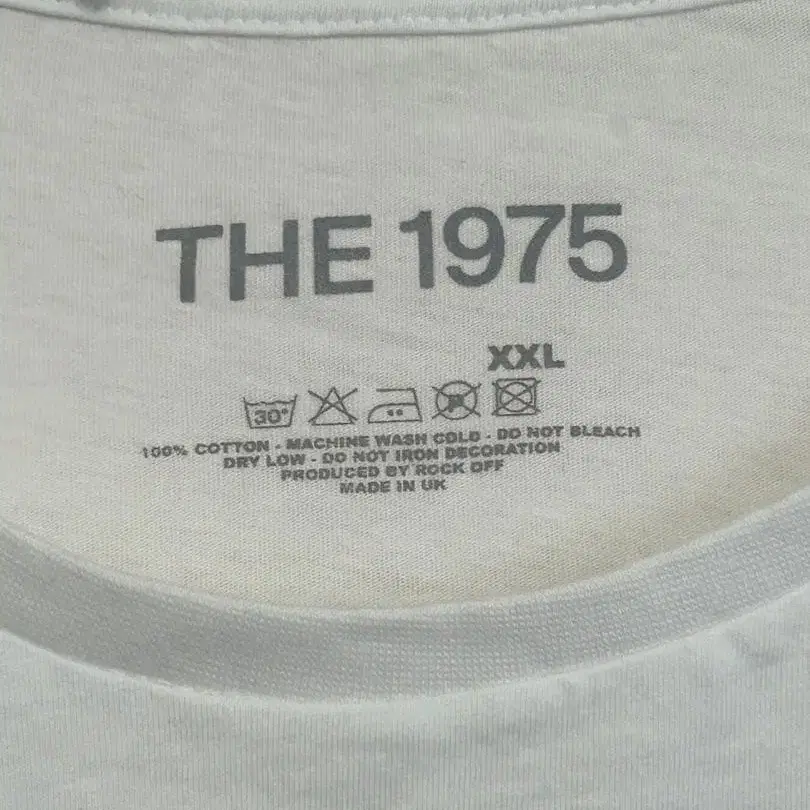 THE 1975
XXL
30°
P
100% COTTON - MACHINE WASH COLD - DO NOT BLEACH
DRY LOW - DO NOT IRON DECORATION
PRODUCED BY ROCK OFF
MADE IN UK